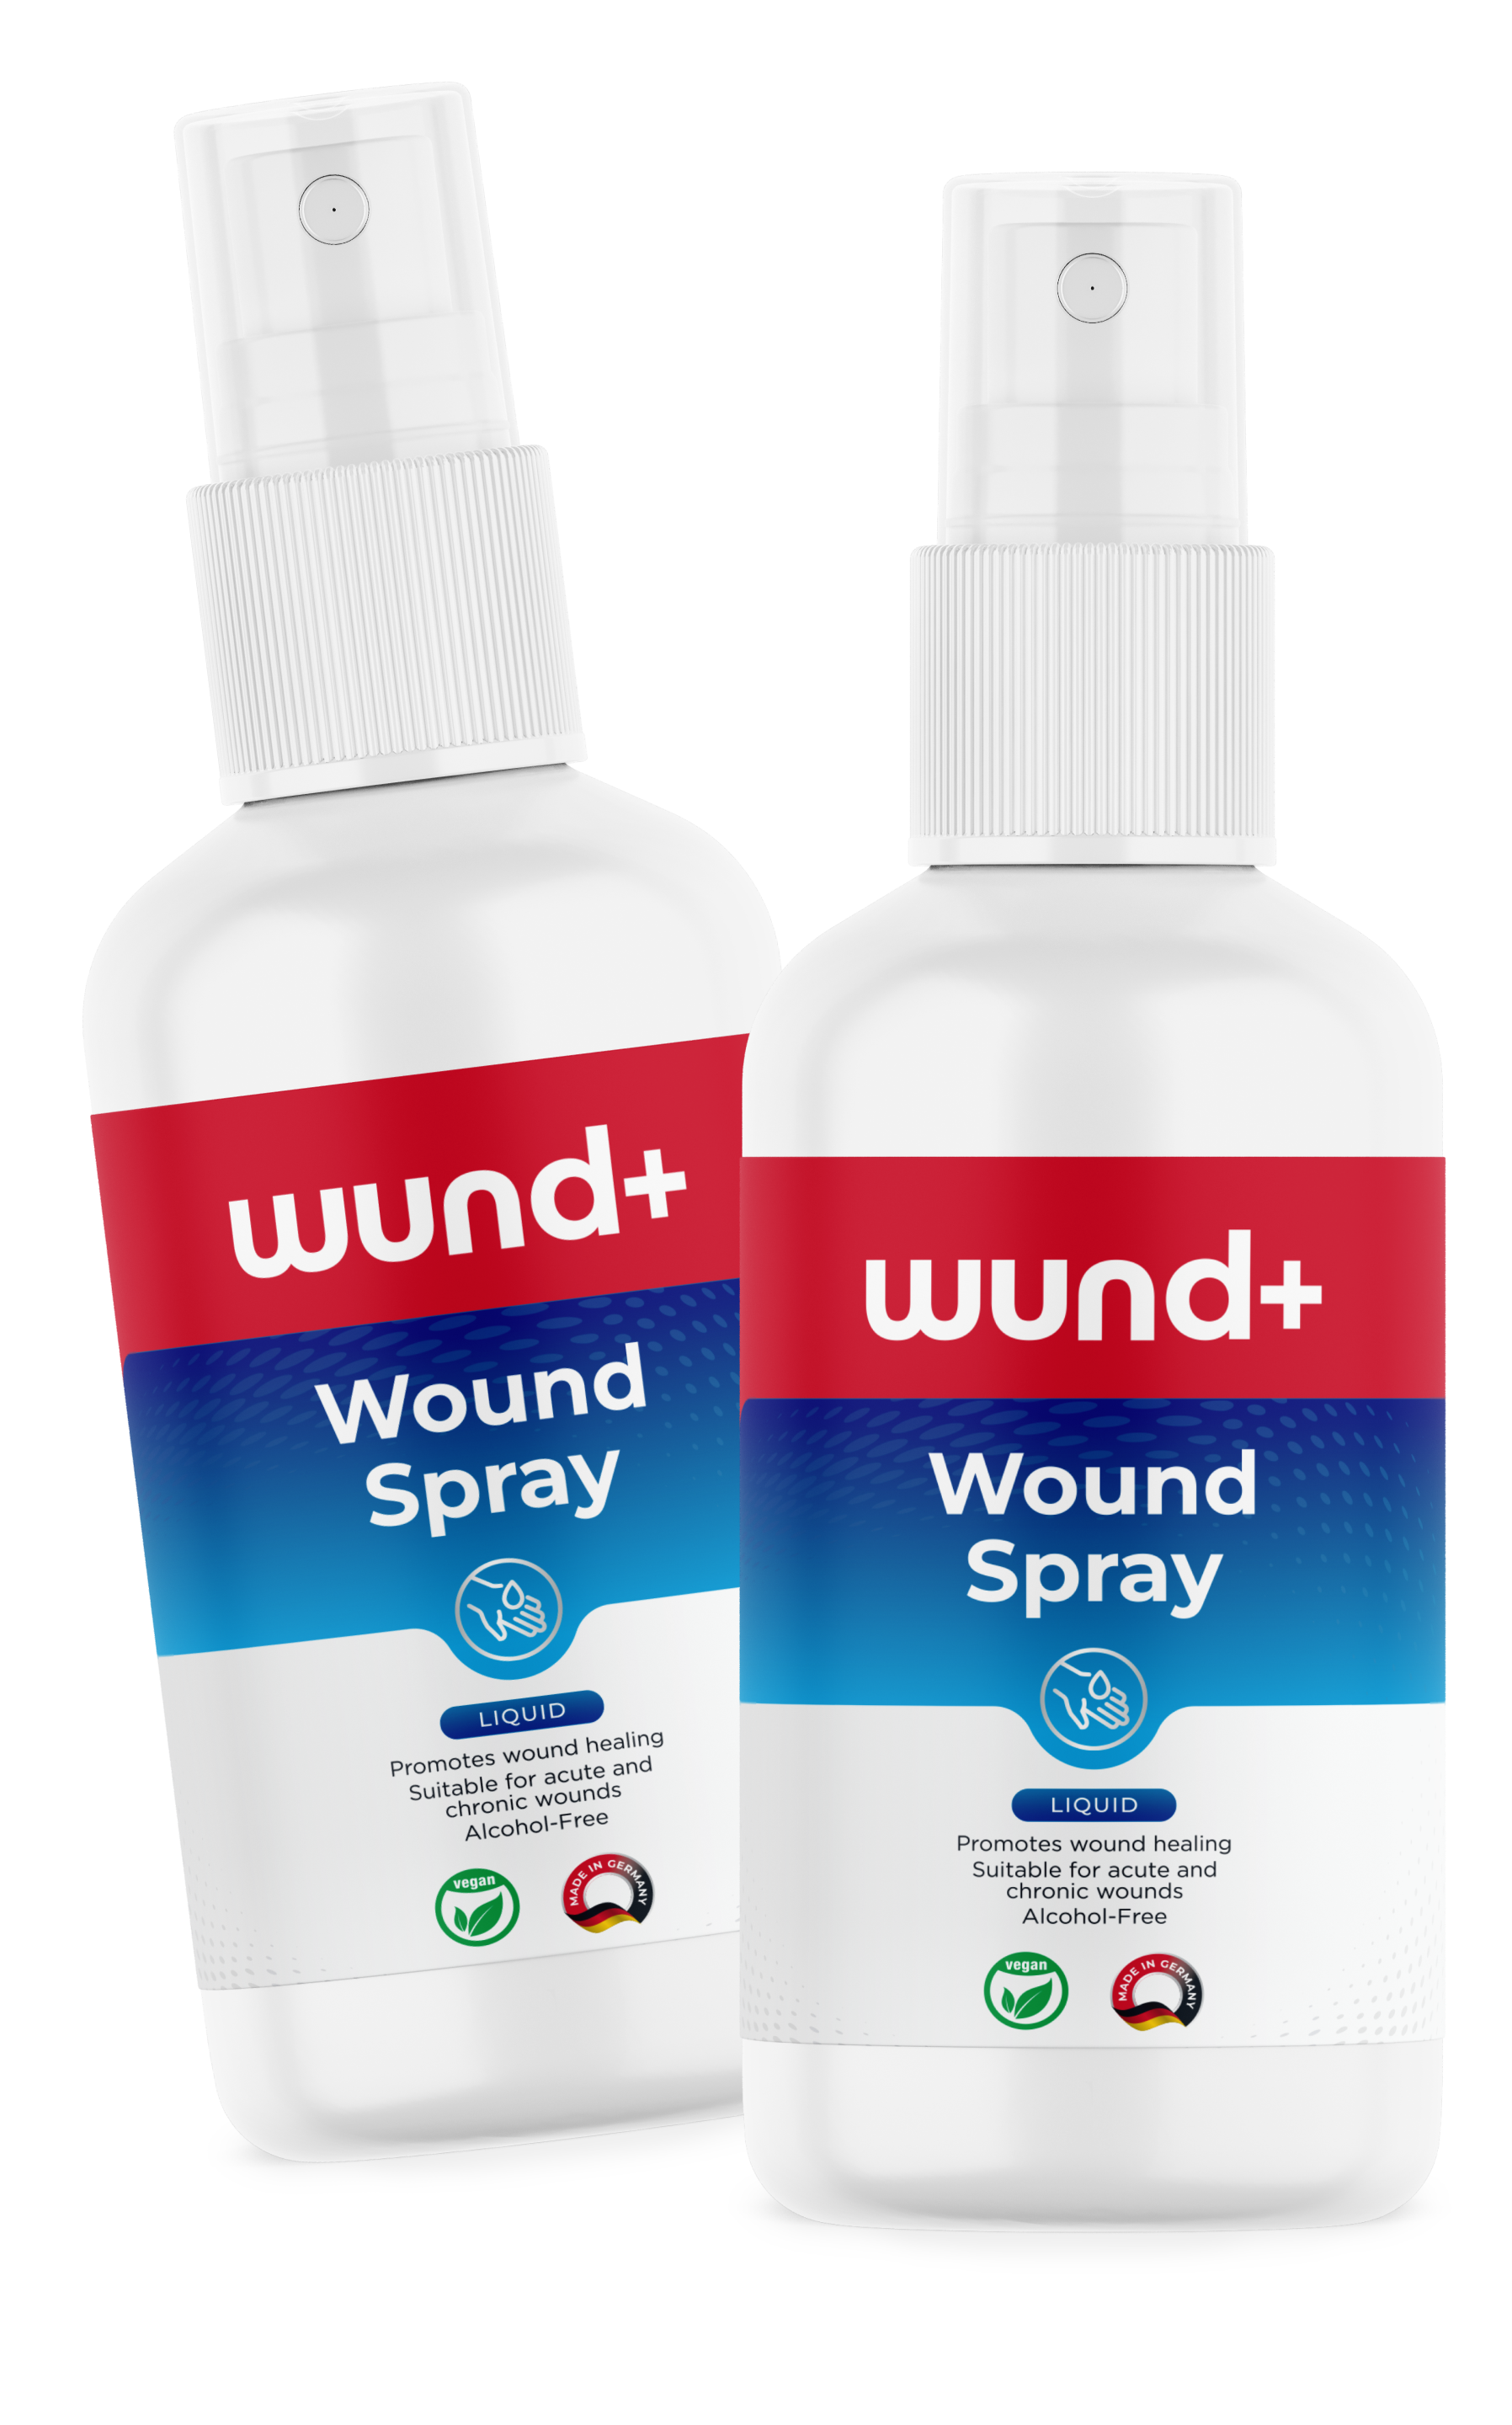 wund+
Wound
Spray
LIQUID
Promotes wound healing
Suitable for acute and
chronic wounds
Alcohol-Free
vegan
MADE IN GERMANY
wund+
Wound
Spray
LIQUID
Promotes wound healing
Suitable for acute and
chronic wounds
Alcohol-Free
vegan
MADE IN GERMANY